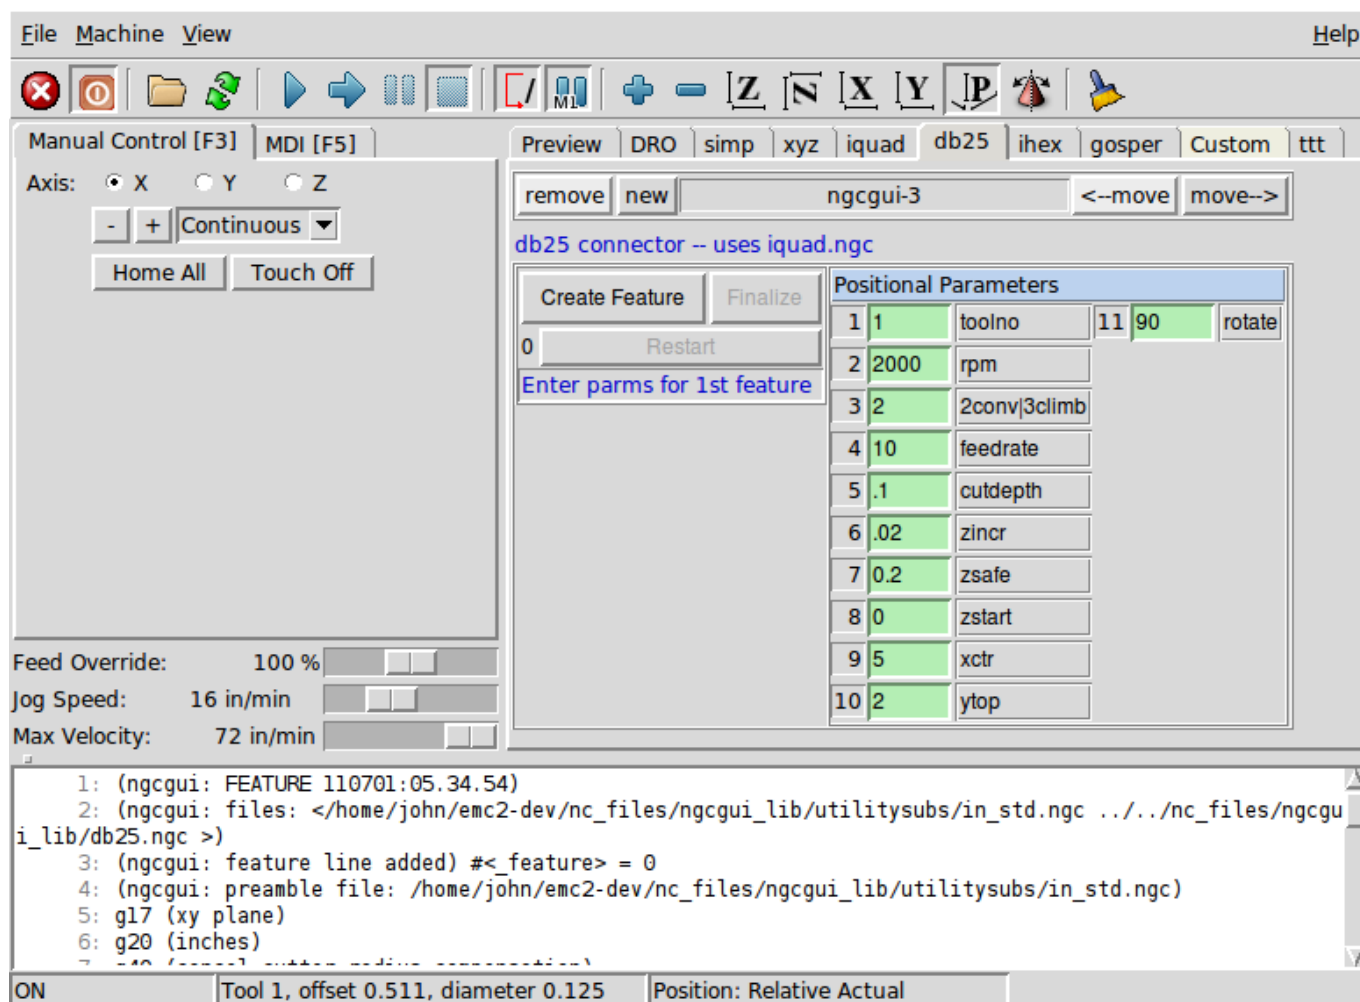 File Machine View Help
Z N X Y P
M1
Manual Control [F3] MDI [F5]
Preview DRO simp xyz iquad db25 ihex gosper Custom ttt
Axis: X Y Z
- + Continuous
Home All Touch Off
remove new ngcgui-3 <--move move-->
db25 connector -- uses iquad.ngc
Create Feature Finalize
0 Restart
Enter parms for 1st feature
Positional Parameters
1 1 toolno 11 90 rotate
2 2000 rpm
3 2 2conv|3climb
4 10 feedrate
5 .1 cutdepth
6 .02 zincr
7 0.2 zsafe
8 0 zstart
9 5 xctr
10 2 ytop
Feed Override: 100 %
Jog Speed: 16 in/min
Max Velocity: 72 in/min
1: (ngcgui: FEATURE 110701:05.34.54)
2: (ngcgui: files: </home/john/emc2-dev/nc_files/ngcgui_lib/utilitysubs/in_std.ngc ../../nc_files/ngcgu
i_lib/db25.ngc >)
3: (ngcgui: feature line added) #<_feature> = 0
4: (ngcgui: preamble file: /home/john/emc2-dev/nc_files/ngcgui_lib/utilitysubs/in_std.ngc)
5: g17 (xy plane)
6: g20 (inches)
7: g40 (cancel cutter radius compensation)
ON Tool 1, offset 0.511, diameter 0.125 Position: Relative Actual